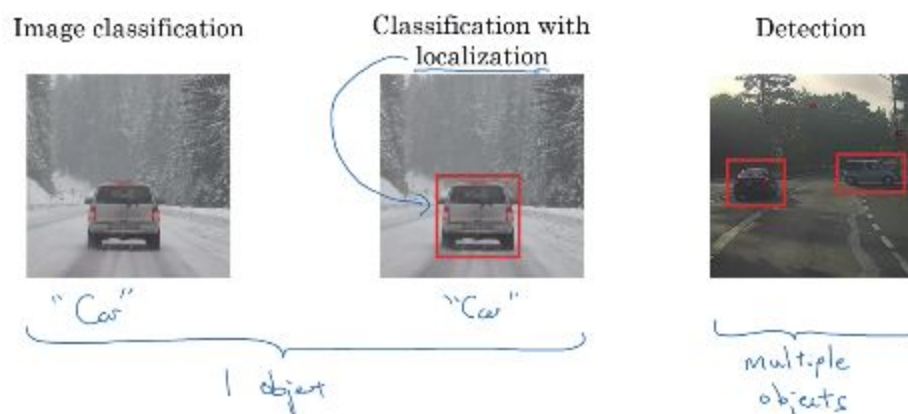 Image classification
Classification with
localization
Detection
"Car"
"Car"
1 object
multiple
objects